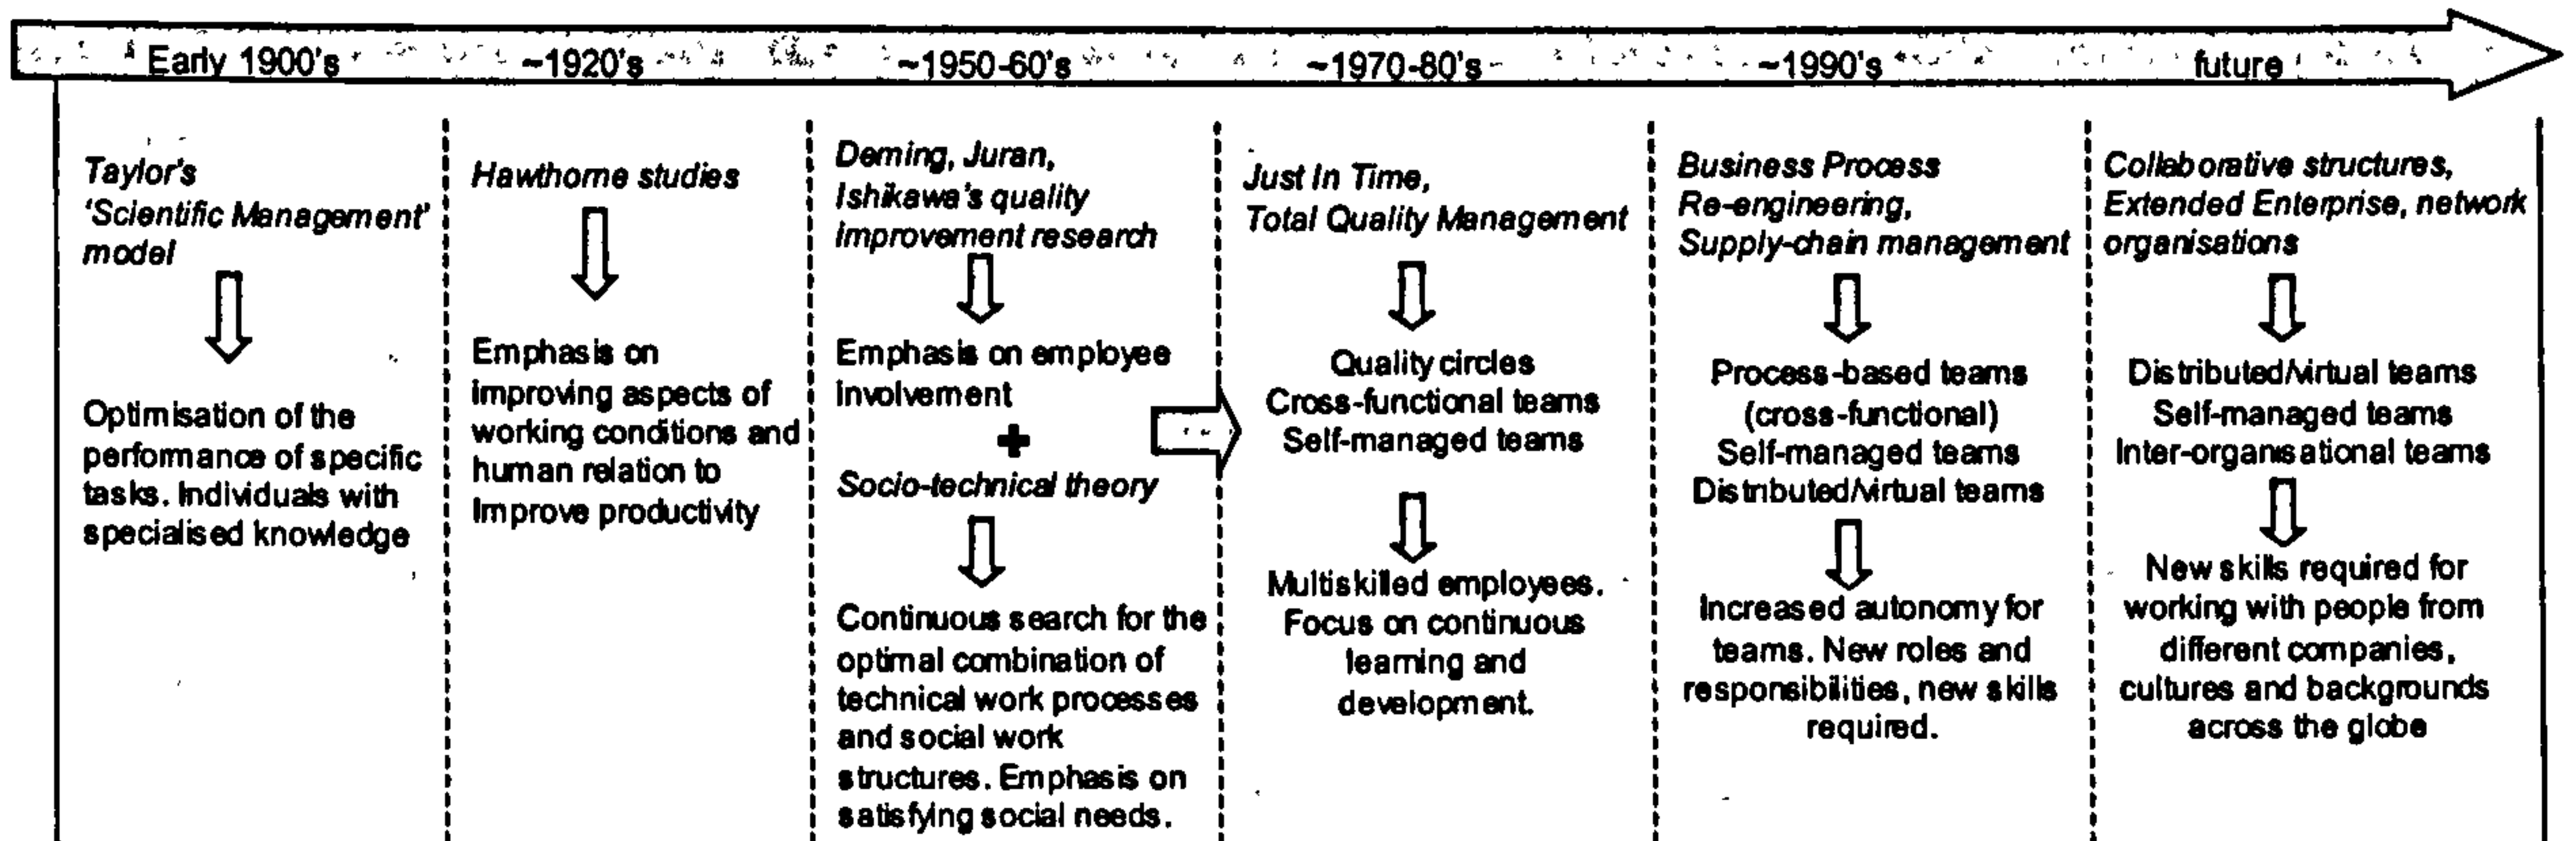 Early 1900's
~1920's
~1950-60's
~1970-80's
~1990's
future
Taylor's
'Scientific Management'
model
Optimisation of the
performance of specific
tasks. Individuals with
specialised knowledge
Hawthorne studies
Emphasis on
improving aspects of
working conditions and
human relation to
Improve productivity
Deming, Juran,
Ishikawa's quality
Improvement research
Emphasis on employee
Involvement
+
Socio-technical theory
Continuous search for the
optimal combination of
technical work processes
and social work
structures. Emphasis on
satisfying social needs.
Just In Time,
Total Quality Management
Quality circles
Cross-functional teams
Self-managed teams
Multiskilled employees.
Focus on continuous
learning and
development.
Business Process
Re-engineering,
Supply-chain management
Process-based teams
(cross-functional)
Self-managed teams
Distributed/virtual teams
Increased autonomy for
teams. New roles and
responsibilities, new skills
required.
Collaborative structures,
Extended Enterprise, network
organisations
Distributed/virtual teams
Self-managed teams
Inter-organisational teams
New skills required for
working with people from
different companies,
cultures and backgrounds
across the globe